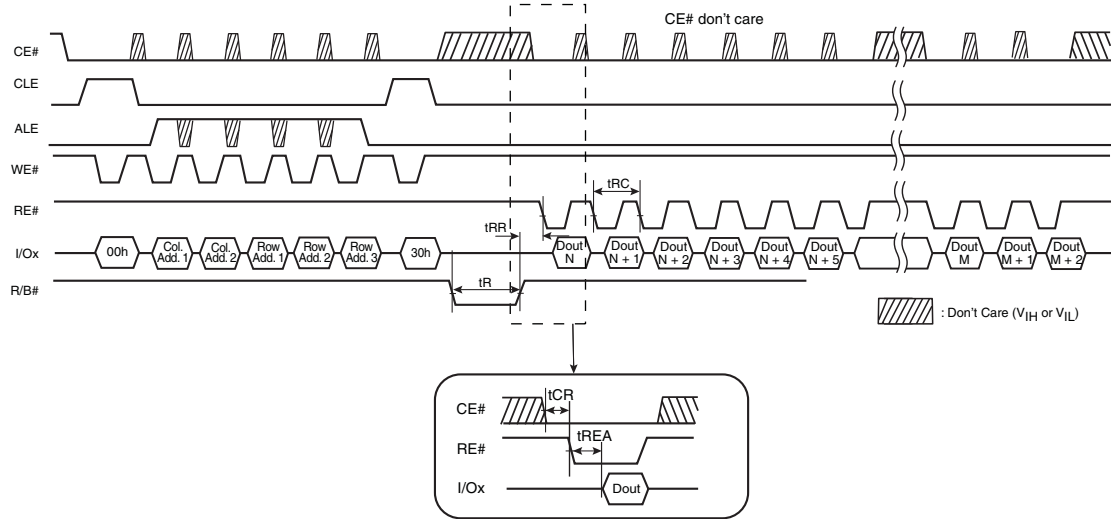 CE# don't care
CE#
CLE
ALE
WE#
tRC
RE#
tRR
I/Ox
00h
Col. Add. 1
Col. Add. 2
Row Add. 1
Row Add. 2
Row Add. 3
30h
Dout N
Dout N + 1
Dout N + 2
Dout N + 3
Dout N + 4
Dout N + 5
Dout M
Dout M + 1
Dout M + 2
tR
R/B#
: Don't Care (VIH or VIL)
tCR
CE#
tREA
RE#
I/Ox
Dout